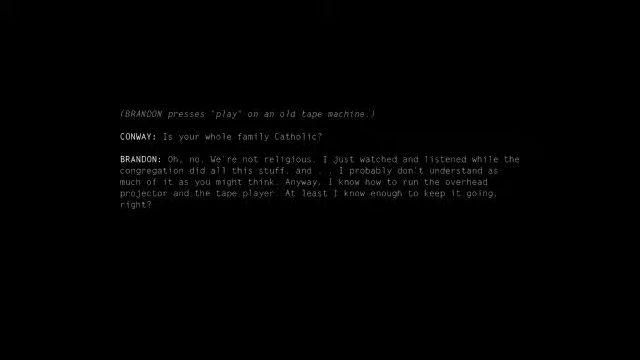 (BRANDON presses "play" on an old tape machine.)
CONWAY: Is your whole family Catholic?
BRANDON: Oh, no. We're not religious. I just watched and listened while the
congregation did all this stuff. and ... I probably don't understand as
much of it as you might think. Anyway, I know how to run the overhead
projector and the tape player. At least I know enough to keep it going,
right?